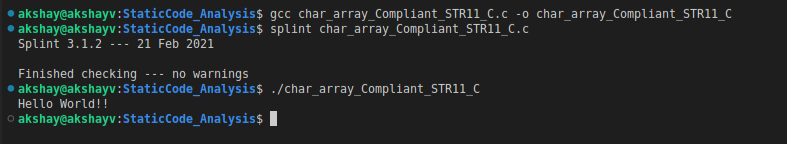 akshay@akshayv:StaticCode_Analysis$ gcc char_array_Compliant_STR11_C.c -o char_array_Compliant_STR11_C
akshay@akshayv:StaticCode_Analysis$ splint char_array_Compliant_STR11_C.c
Splint 3.1.2 --- 21 Feb 2021

Finished checking --- no warnings
akshay@akshayv:StaticCode_Analysis$ ./char_array_Compliant_STR11_C
Hello World!!
akshay@akshayv:StaticCode_Analysis$